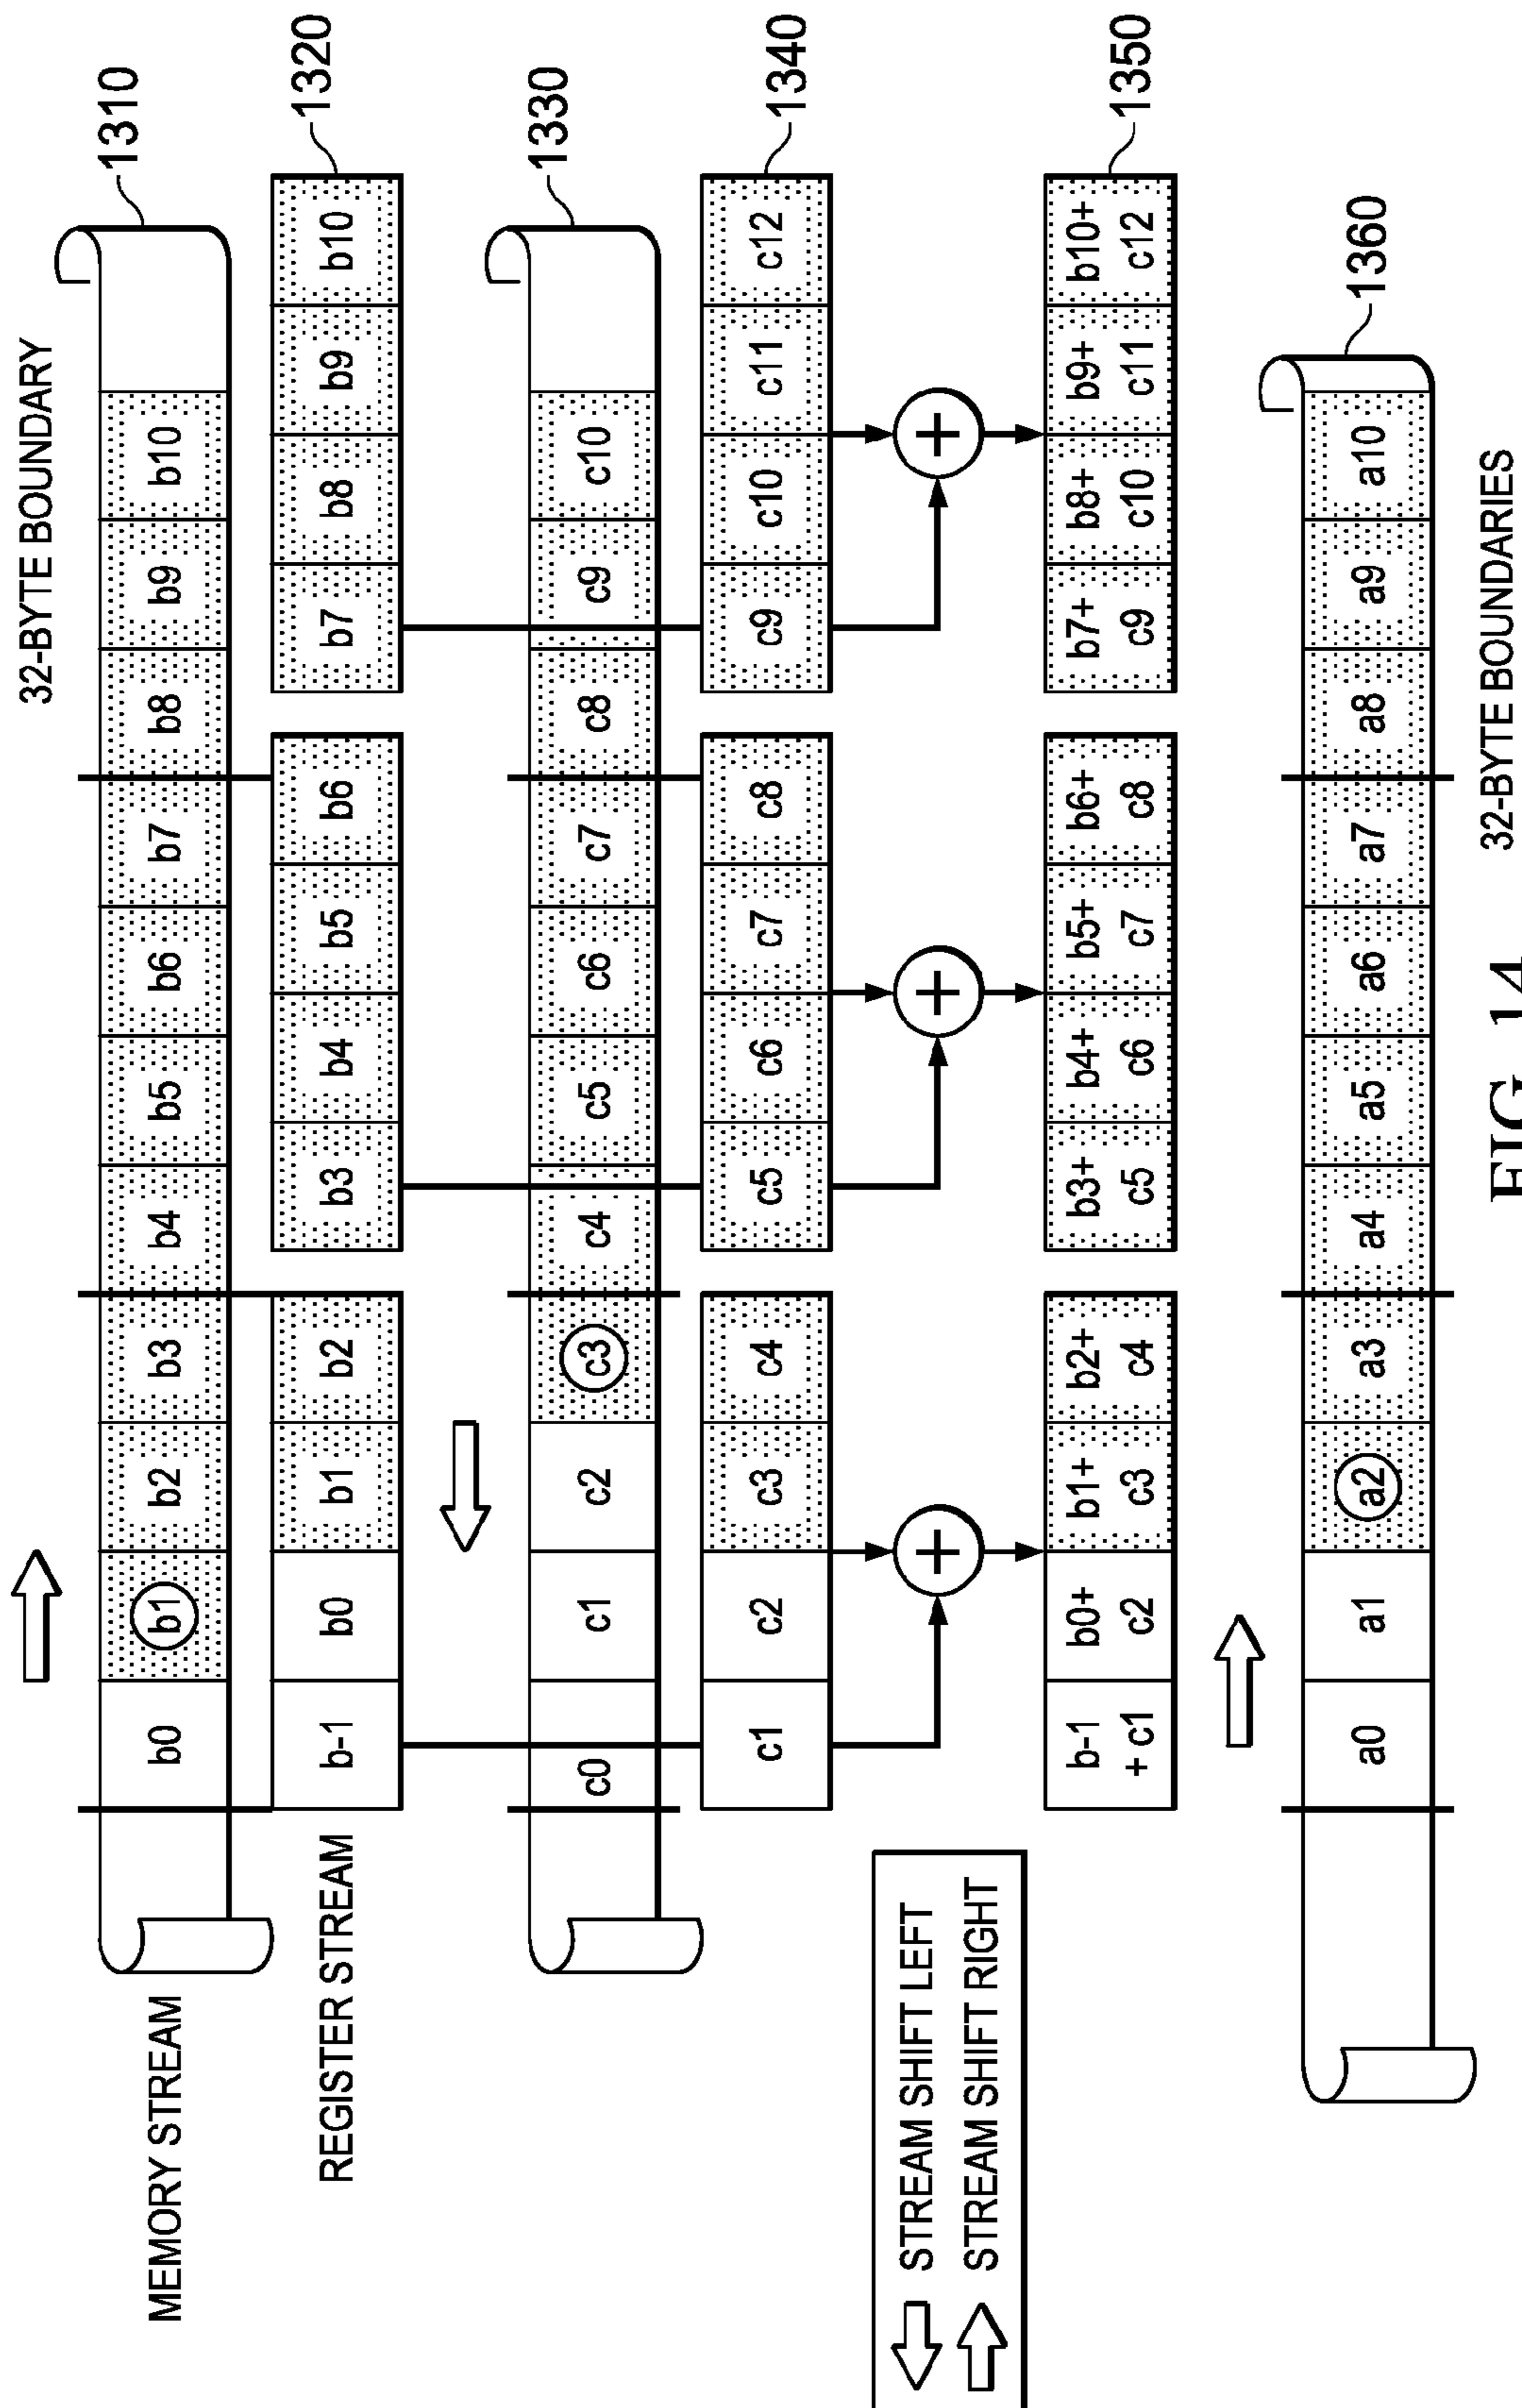 32-BYTE BOUNDARY
MEMORY STREAM
b0 b1 b2 b3 b4 b5 b6 b7 b8 b9 b10
1310
REGISTER STREAM
b-1 b0 b1 b2
b3 b4 b5 b6
b7 b8 b9 b10
1320
c0 c1 c2 c3 c4 c5 c6 c7 c8 c9 c10
1330
c1 c2 c3 c4
c5 c6 c7 c8
c9 c10 c11 c12
1340
+ + +
STREAM SHIFT LEFT
STREAM SHIFT RIGHT
b-1 b0+ b1+ b2+
+ c1 c2 c3 c4
b3+ b4+ b5+ b6+
c5 c6 c7 c8
b7+ b8+ b9+ b10+
c9 c10 c11 c12
1350
a0 a1 a2 a3 a4 a5 a6 a7 a8 a9 a10
1360
32-BYTE BOUNDARIES
FIG. 14